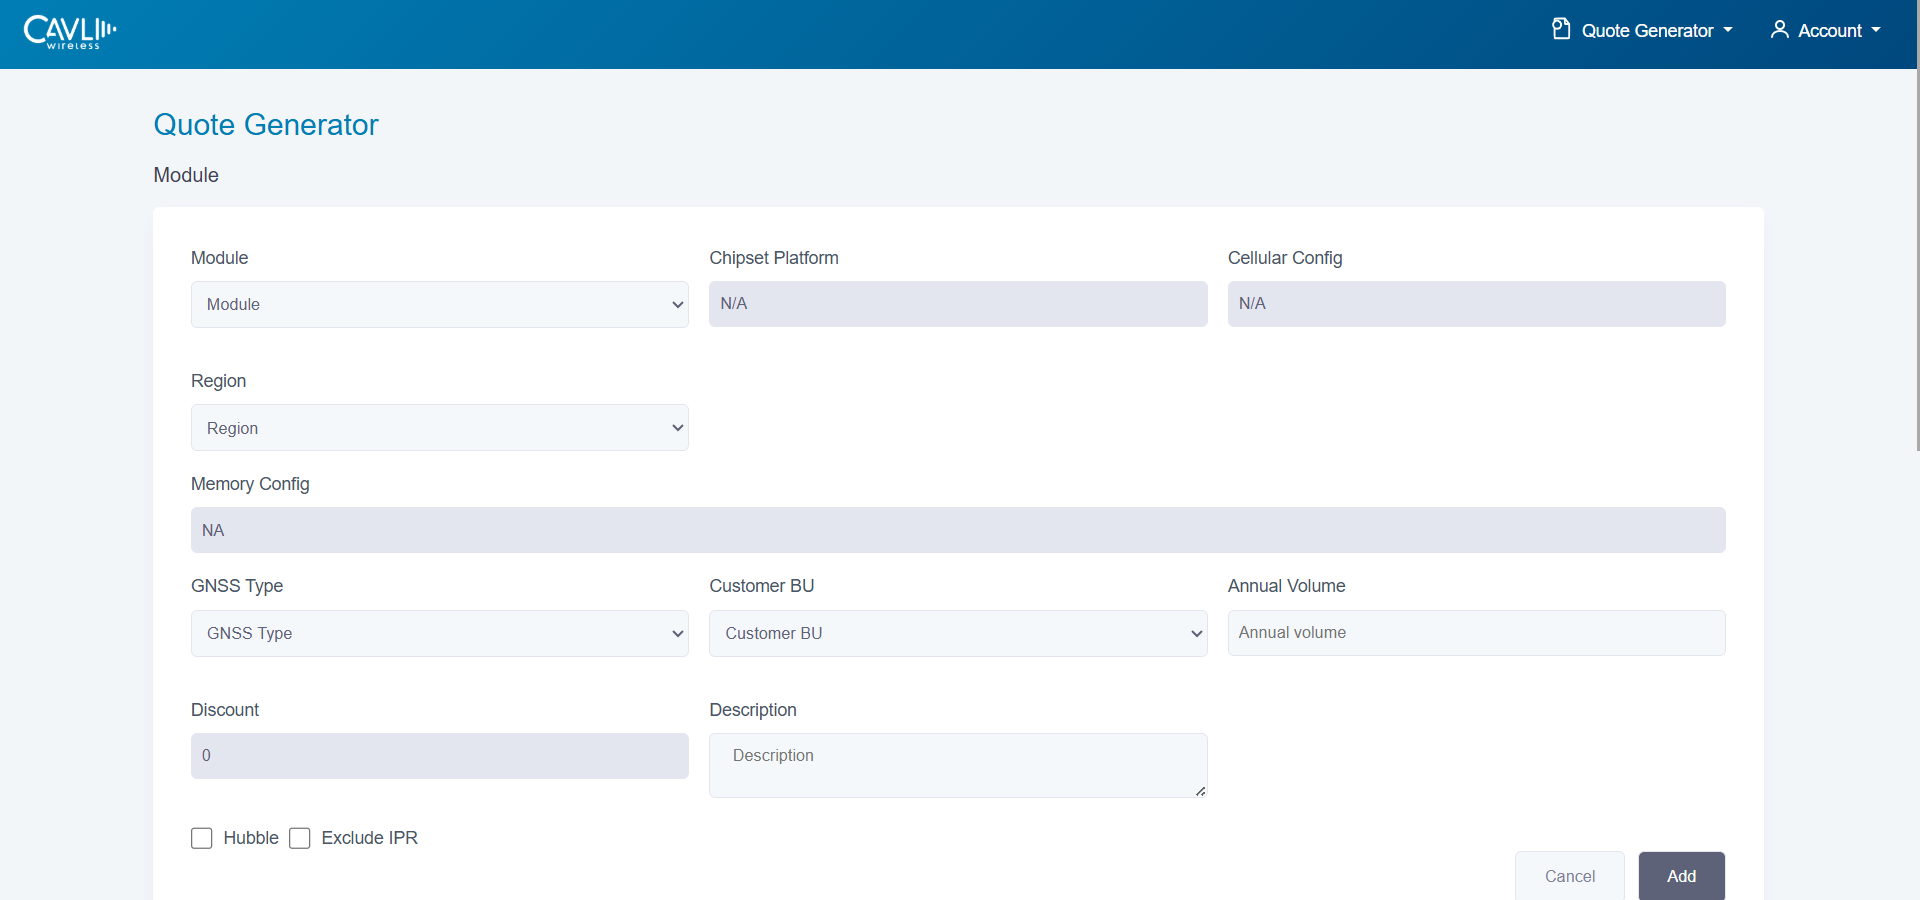 CAVLI
wireless
Quote Generator
Account
Quote Generator
Module
Module
Chipset Platform
Cellular Config
Module
N/A
N/A
Region
Region
Memory Config
NA
GNSS Type
Customer BU
Annual Volume
GNSS Type
Customer BU
Annual volume
Discount
Description
0
Description
Hubble
Exclude IPR
Cancel
Add